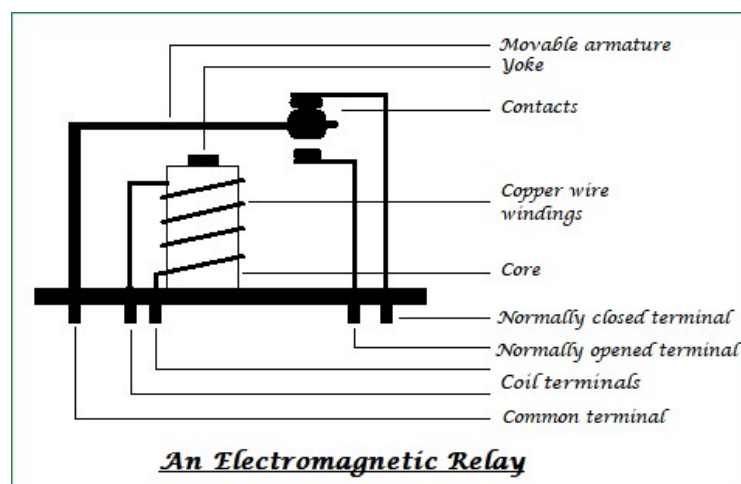 Movable armature
Yoke
Contacts
Copper wire
windings
Core
Normally closed terminal
Normally opened terminal
Coil terminals
Common terminal
An Electromagnetic Relay